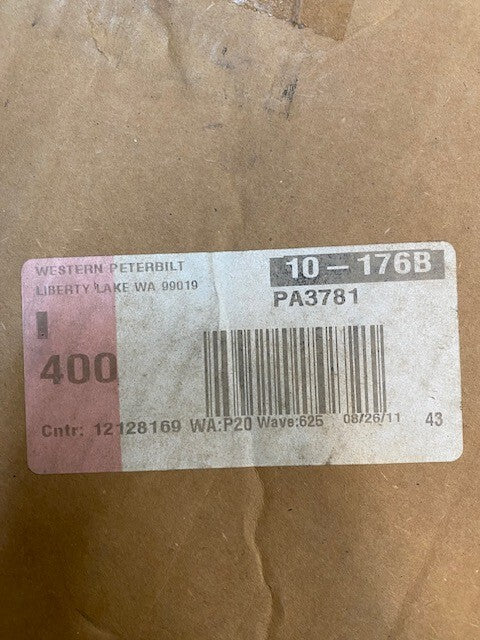 WESTERN PETERBILT
LIBERTY LAKE WA 99019
10 – 176B
PA3781
I
400
Cntr: 12128169 WA:P20 Wave:625 08/26/11 43